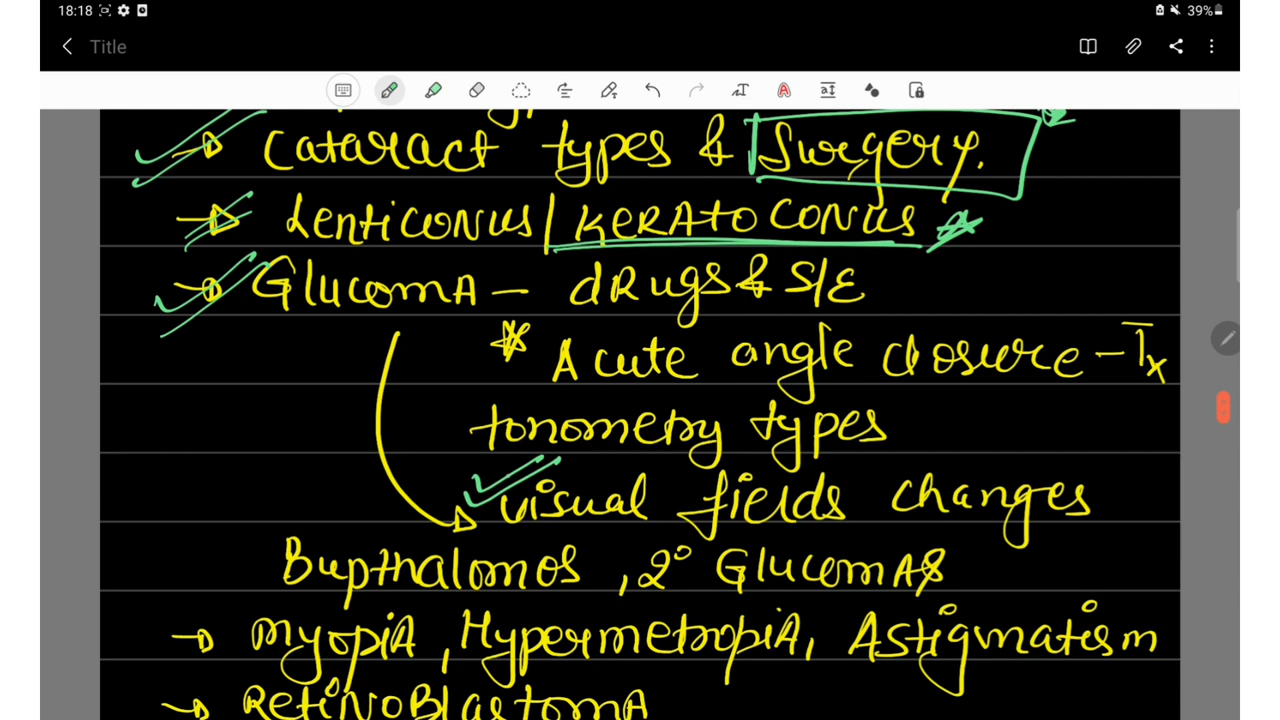 18:18 39%
Title
Cataract types & Surgery.
Lenticonus/KERAtoCONUS
GlucomA - dRugs & S/E
* Acute angle closure - Tx
tonometry types
visual fields changes
Bupthalomos, 2° GlucomAs
→ myopiA, HypermetropiA, Astigmatism
→ RetiNoBlastomA